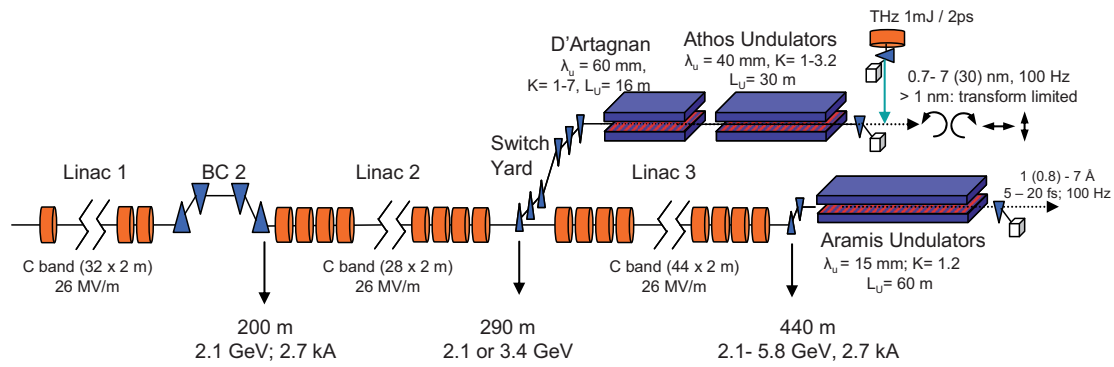 THz 1mJ / 2ps
D’Artagnan
λu = 60 mm,
K= 1-7, LU= 16 m
Athos Undulators
λu = 40 mm, K= 1-3.2
LU= 30 m
0.7- 7 (30) nm, 100 Hz
> 1 nm: transform limited
Switch
Yard
Linac 1
BC 2
Linac 2
Linac 3
1 (0.8) - 7 Å
5 – 20 fs; 100 Hz
C band (32 x 2 m)
26 MV/m
C band (28 x 2 m)
26 MV/m
C band (44 x 2 m)
26 MV/m
Aramis Undulators
λu = 15 mm; K= 1.2
LU= 60 m
200 m
2.1 GeV; 2.7 kA
290 m
2.1 or 3.4 GeV
440 m
2.1- 5.8 GeV, 2.7 kA